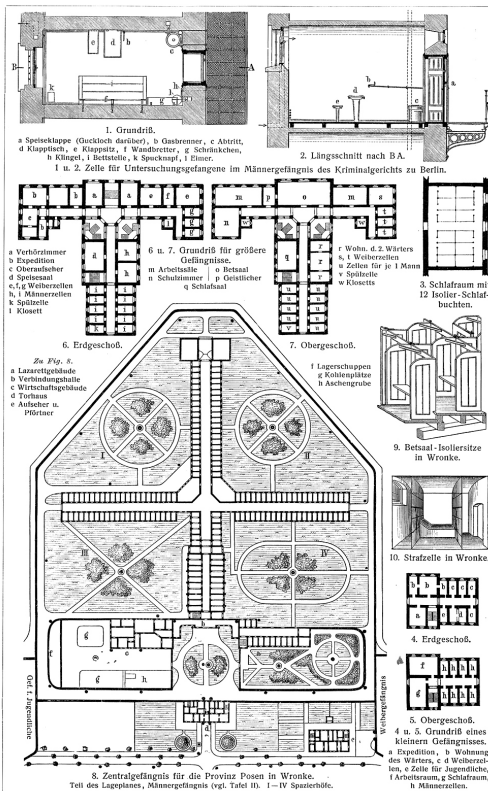 1. Grundriß.
a Speiseklappe (Guckloch darüber), b Gasbrenner, c Abtritt,
d Klapptisch, e Klappsitz, f Wandbretter, g Schränkchen,
h Klingel, i Bettstelle, k Spucknapf, l Eimer.
2. Längsschnitt nach B A.
1 u. 2. Zelle für Untersuchungsgefangene im Männergefängnis des Kriminalgerichts zu Berlin.
a Verhörzimmer
b Expedition
c Oberaufseher
d Speisesaal
e, f, g Weiberzellen
h, i Männerzellen
k Spülzelle
l Klosett
6 u. 7. Grundriß für größere
Gefängnisse.
m Arbeitssäle
n Schulzimmer
o Betsaal
p Geistlicher
q Schlafsaal
r Wohn. d. 2. Wärters
s, t Weiberzellen
u Zellen für je 1 Mann
v Spülzelle
w Klosetts
3. Schlafraum mit
12 Isolier-Schlaf-
buchten.
6. Erdgeschoß.
7. Obergeschoß.
Zu Fig. 8.
a Lazarettgebäude
b Verbindungshalle
c Wirtschaftsgebäude
d Torhaus
e Aufseher u.
Pförtner
f Lagerschuppen
g Kohlenplätze
h Aschengrube
9. Betsaal-Isoliersitze
in Wronke.
I
II
III
IV
10. Strafzelle in Wronke.
4. Erdgeschoß.
5. Obergeschoß.
4 u. 5. Grundriß eines
kleinern Gefängnisses.
a Expedition, b Wohnung
des Wärters, c d Weiberzel-
len, e Zelle für Jugendliche,
f Arbeitsraum, g Schlafraum,
h Männerzellen.
Gef. f. Jugendliche
Weibergefängnis
8. Zentralgefängnis für die Provinz Posen in Wronke.
Teil des Lageplanes, Männergefängnis (vgl. Tafel II). I—IV Spazierhöfe.